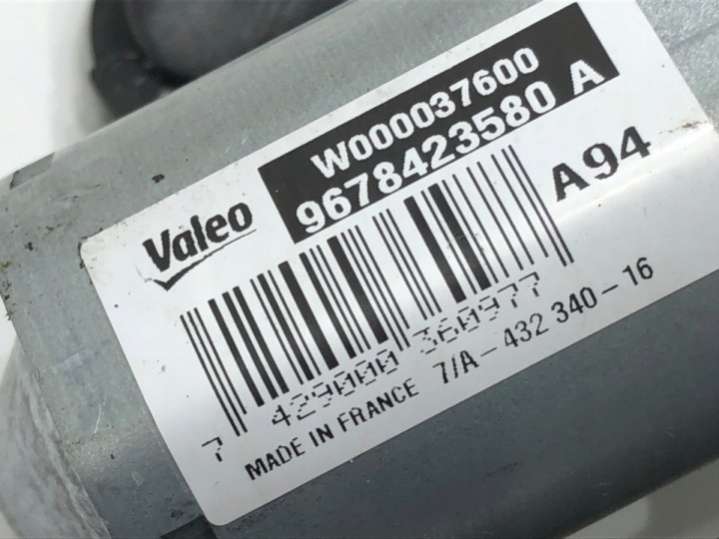 W000037600
9678423580 A
Valeo
A94
7 429000 360977
MADE IN FRANCE 7/A-432 340-16